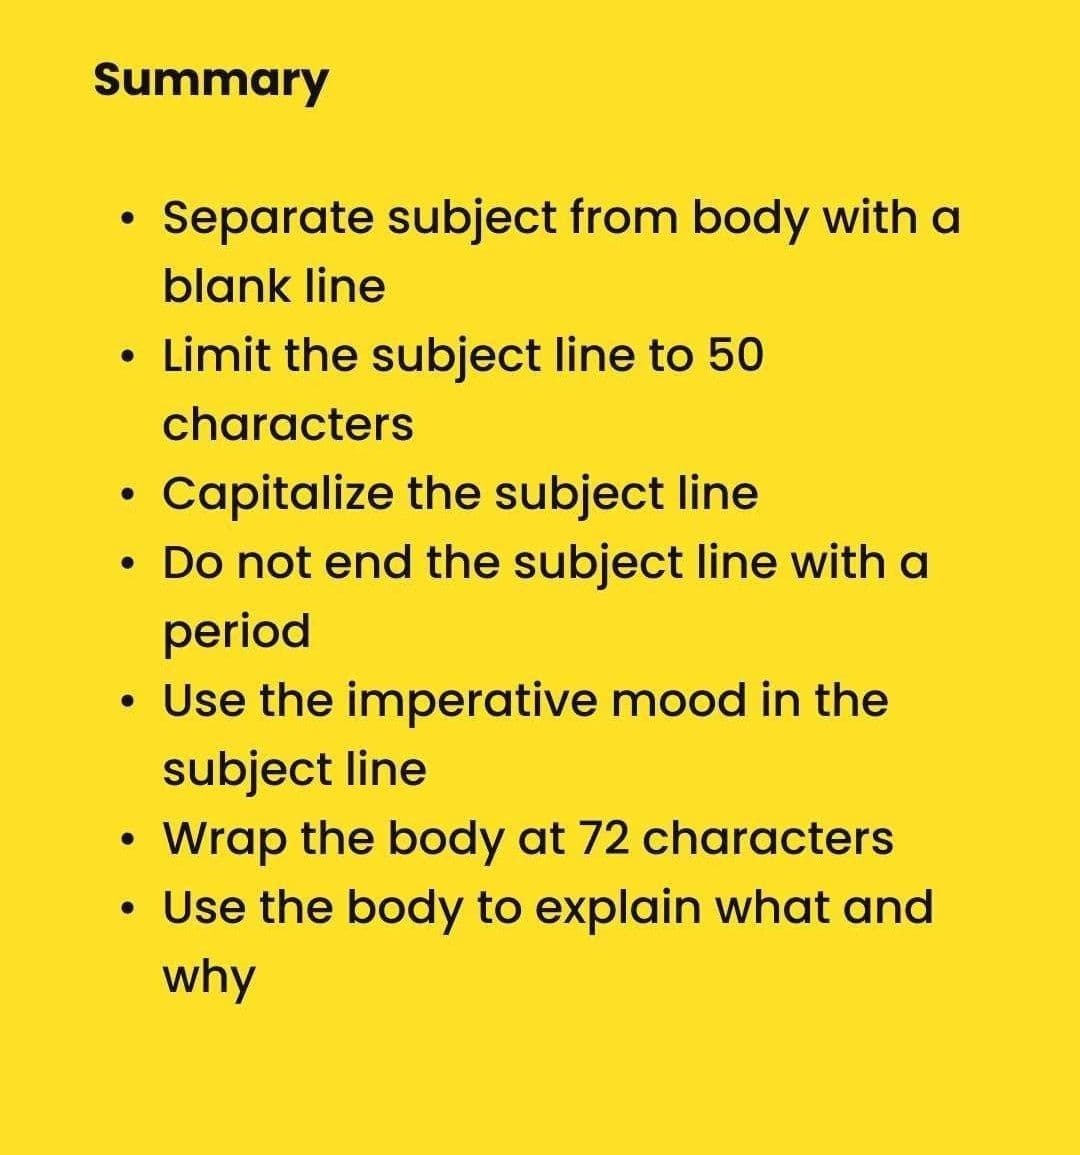 Summary
• Separate subject from body with a
blank line
• Limit the subject line to 50
characters
• Capitalize the subject line
• Do not end the subject line with a
period
• Use the imperative mood in the
subject line
• Wrap the body at 72 characters
• Use the body to explain what and
why